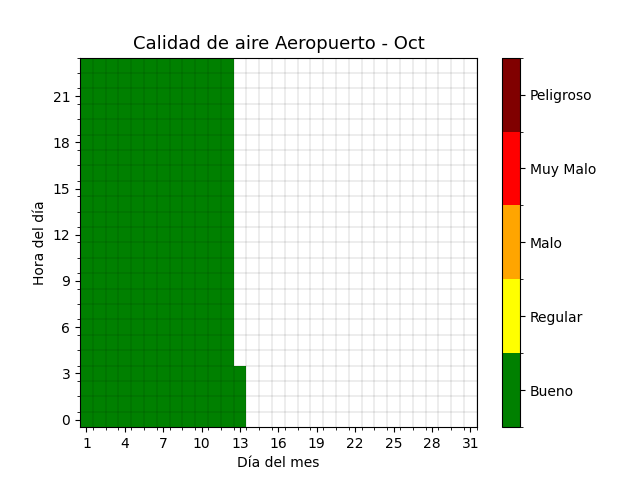 Calidad de aire Aeropuerto - Oct
Hora del día
21
18
15
12
9
6
3
0
1 4 7 10 13 16 19 22 25 28 31
Día del mes
Peligroso
Muy Malo
Malo
Regular
Bueno